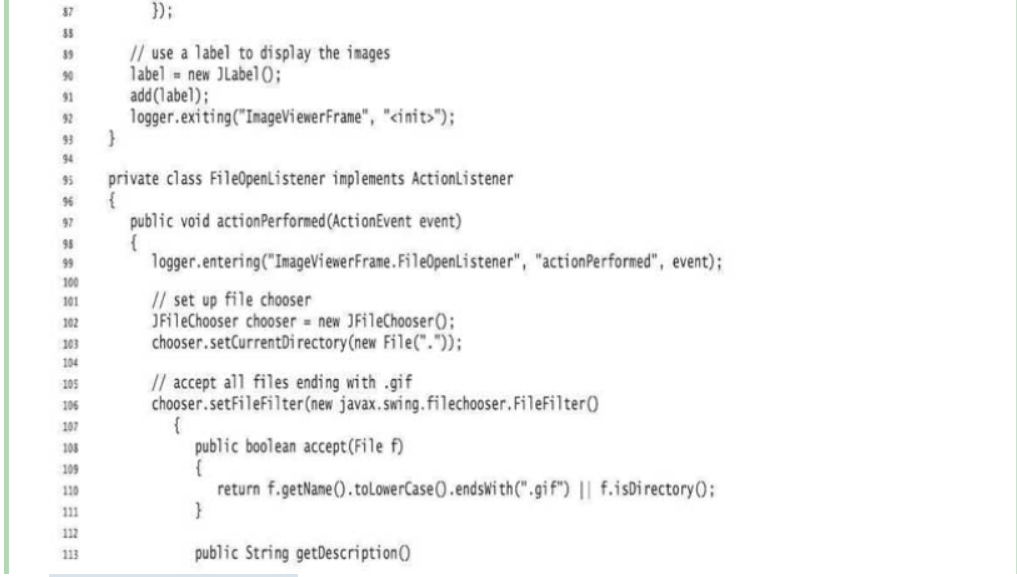 87 });
88
89 // use a label to display the images
90 label = new JLabel();
91 add(label);
92 logger.exiting("ImageViewerFrame", "<init>");
93 }
94
95 private class FileOpenListener implements ActionListener
96 {
97 public void actionPerformed(ActionEvent event)
98 {
99 logger.entering("ImageViewerFrame.FileOpenListener", "actionPerformed", event);
100
101 // set up file chooser
102 JFileChooser chooser = new JFileChooser();
103 chooser.setCurrentDirectory(new File("."));
104
105 // accept all files ending with .gif
106 chooser.setFileFilter(new javax.swing.filechooser.FileFilter()
107 {
108 public boolean accept(File f)
109 {
110 return f.getName().toLowerCase().endsWith(".gif") || f.isDirectory();
111 }
112
113 public String getDescription()